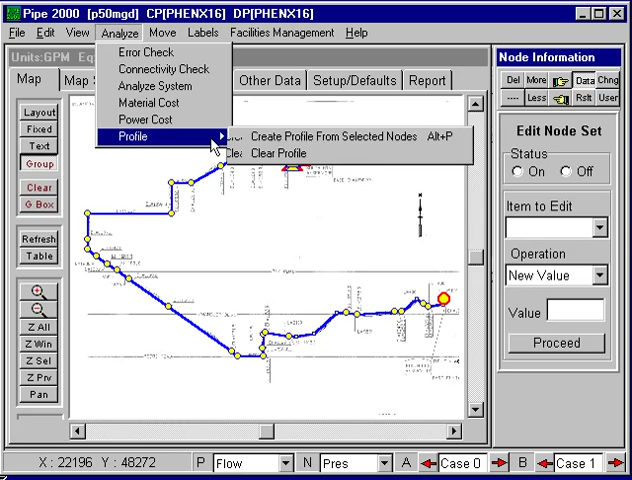 Pipe 2000 [p50mgd] CP[PHENX16] DP[PHENX16]
File Edit View Analyze Move Labels Facilities Management Help
Units:GPM
Node Information
Error Check
Connectivity Check
Analyze System
Material Cost
Power Cost
Profile
Create Profile From Selected Nodes Alt+P
Clear Profile
Map Map Other Data Setup/Defaults Report
Layout
Fixed
Text
Group
Clear
G Box
Refresh
Table
Z All
Z Win
Z Sel
Z Prv
Pan
Del More Data Chng
---- Less Rslt User
Edit Node Set
Status
On Off
Item to Edit
Operation
New Value
Value
Proceed
X : 22196 Y : 48272 P Flow N Pres A Case 0 B Case 1